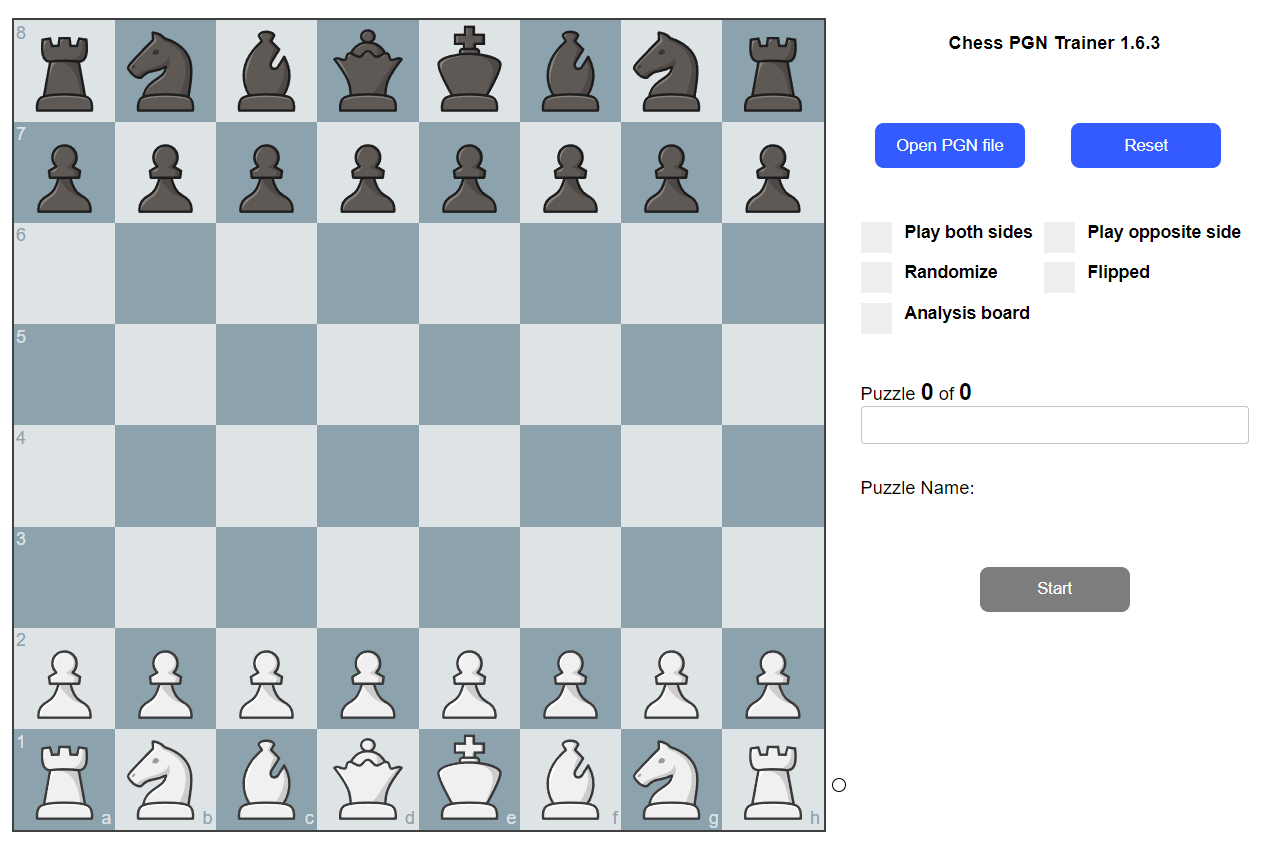 Chess PGN Trainer 1.6.3
Open PGN file
Reset
Play both sides
Play opposite side
Randomize
Flipped
Analysis board
Puzzle 0 of 0
Puzzle Name:
Start
8
7
6
5
4
3
2
1
a b c d e f g h